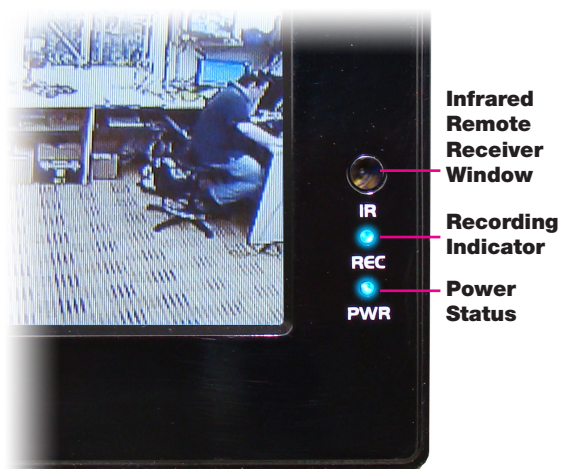 Infrared
Remote
Receiver
Window
IR
Recording
Indicator
REC
Power
Status
PWR